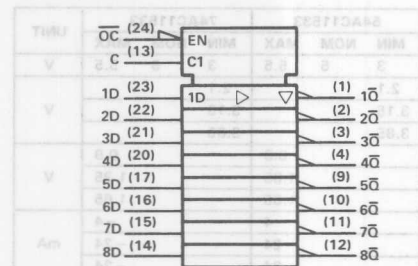 O̅C̅ (24) EN
C (13) C1
1D (23) 1D ▷ ▽ (1) 1Q̅
2D (22) (2) 2Q̅
3D (21) (3) 3Q̅
4D (20) (4) 4Q̅
5D (17) (9) 5Q̅
6D (16) (10) 6Q̅
7D (15) (11) 7Q̅
8D (14) (12) 8Q̅